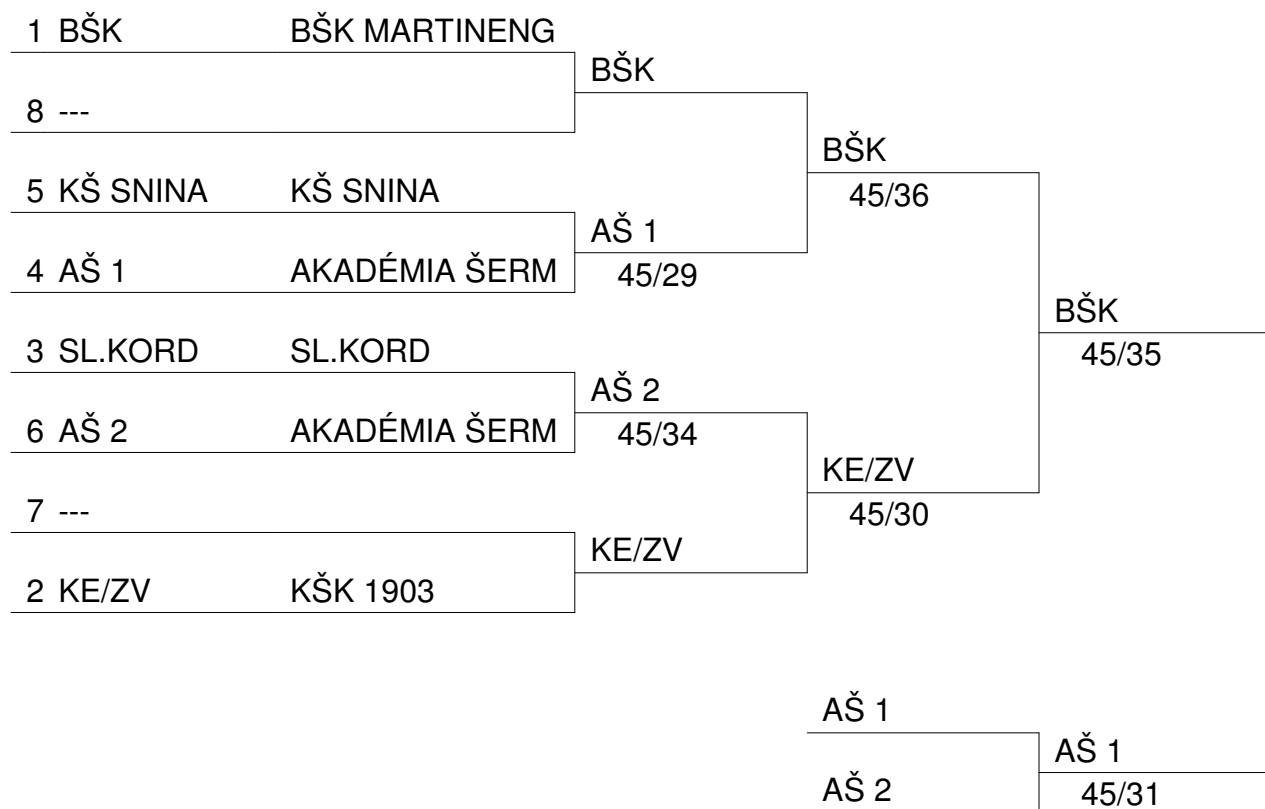 1 BŠK BŠK MARTINENG
BŠK
8 ---
BŠK
5 KŠ SNINA KŠ SNINA
45/36
AŠ 1
4 AŠ 1 AKADÉMIA ŠERM
45/29
BŠK
3 SL.KORD SL.KORD
45/35
AŠ 2
6 AŠ 2 AKADÉMIA ŠERM
45/34
KE/ZV
7 ---
45/30
KE/ZV
2 KE/ZV KŠK 1903
AŠ 1
AŠ 1
AŠ 2
45/31